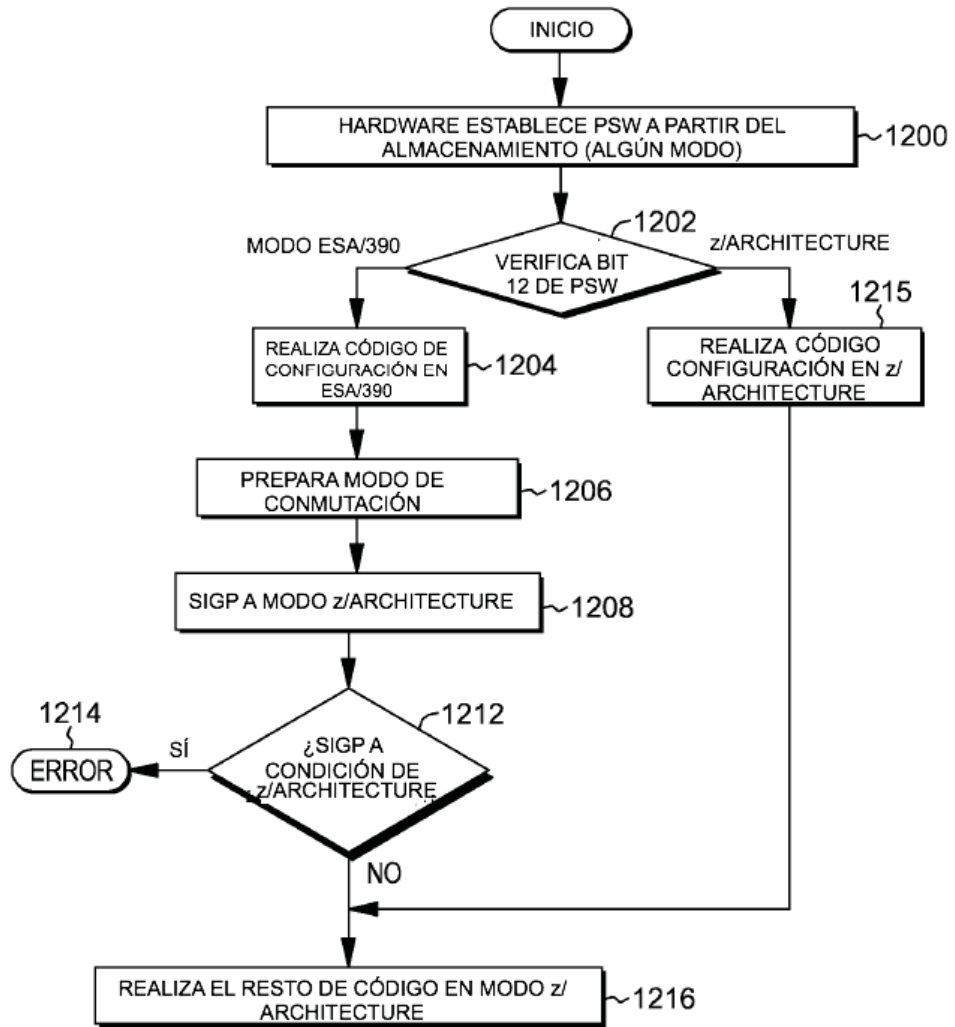 INICIO
HARDWARE ESTABLECE PSW A PARTIR DEL
ALMACENAMIENTO (ALGÚN MODO)
1200
1202
MODO ESA/390
z/ARCHITECTURE
VERIFICA BIT
12 DE PSW
1215
REALIZA CÓDIGO DE
CONFIGURACIÓN EN
ESA/390
1204
REALIZA CÓDIGO
CONFIGURACIÓN EN z/
ARCHITECTURE
PREPARA MODO DE
CONMUTACIÓN
1206
SIGP A MODO z/ARCHITECTURE
1208
1214
1212
SÍ
ERROR
¿SIGP A
CONDICIÓN DE
z/ARCHITECTURE
NO
REALIZA EL RESTO DE CÓDIGO EN MODO z/
ARCHITECTURE
1216